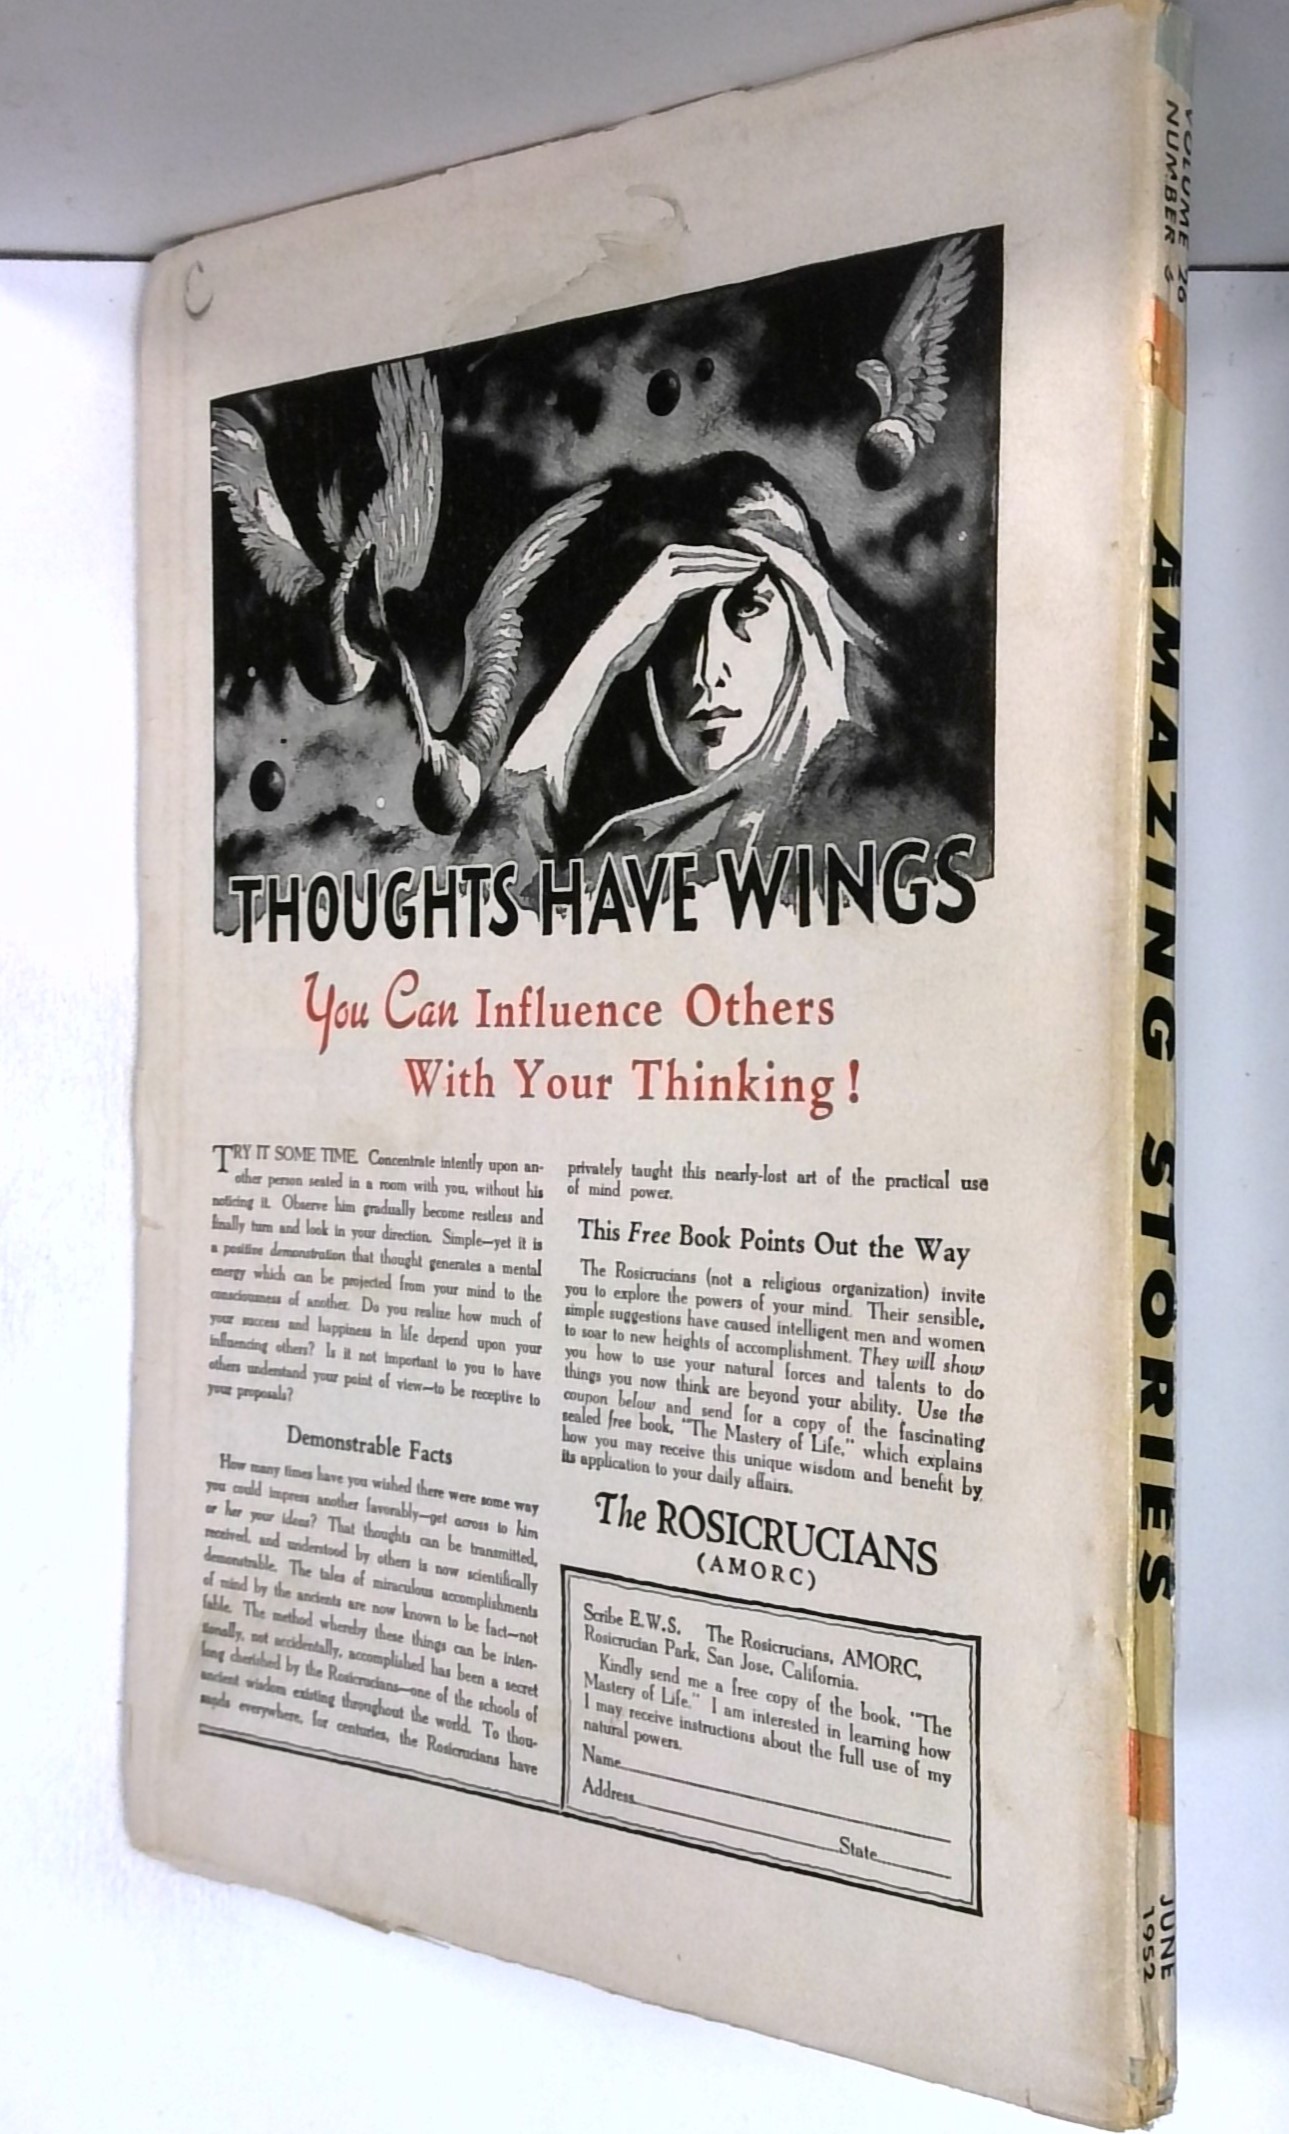 THOUGHTS HAVE WINGS
You Can Influence Others
With Your Thinking!
TRY IT SOME TIME. Concentrate intently upon an-
other person seated in a room with you, without his
noticing it. Observe him gradually become restless and
finally turn and look in your direction. Simple—yet it is
a positive demonstration that thought generates a mental
energy which can be projected from your mind to the
consciousness of another. Do you realize how much of
your success and happiness in life depend upon your
influencing others? Is it not important to you to have
others understand your point of view—to be receptive to
your proposals?
Demonstrable Facts
How many times have you wished there were some way
you could impress another favorably—get across to him
or her your ideas? That thoughts can be transmitted,
received, and understood by others is now scientifically
demonstrable. The tales of miraculous accomplishments
of mind by the ancients are now known to be fact—not
fable. The method whereby these things can be inten-
tionally, not accidentally, accomplished has been a secret
long cherished by the Rosicrucians—one of the schools of
ancient wisdom existing throughout the world. To thou-
sands everywhere, for centuries, the Rosicrucians have
privately taught this nearly-lost art of the practical use
of mind power.
This Free Book Points Out the Way
The Rosicrucians (not a religious organization) invite
you to explore the powers of your mind. Their sensible,
simple suggestions have caused intelligent men and women
to soar to new heights of accomplishment. They will show
you how to use your natural forces and talents to do
things you now think are beyond your ability. Use the
coupon below and send for a copy of the fascinating
sealed free book, "The Mastery of Life," which explains
how you may receive this unique wisdom and benefit by
its application to your daily affairs.
The ROSICRUCIANS
(AMORC)
Scribe E.W.S. The Rosicrucians, AMORC,
Rosicrucian Park, San Jose, California.
Kindly send me a free copy of the book, "The
Mastery of Life." I am interested in learning how
I may receive instructions about the full use of my
natural powers.
Name
Address
State
VOLUME 26
NUMBER 6
AMAZING STORIES
JUNE
1952
C